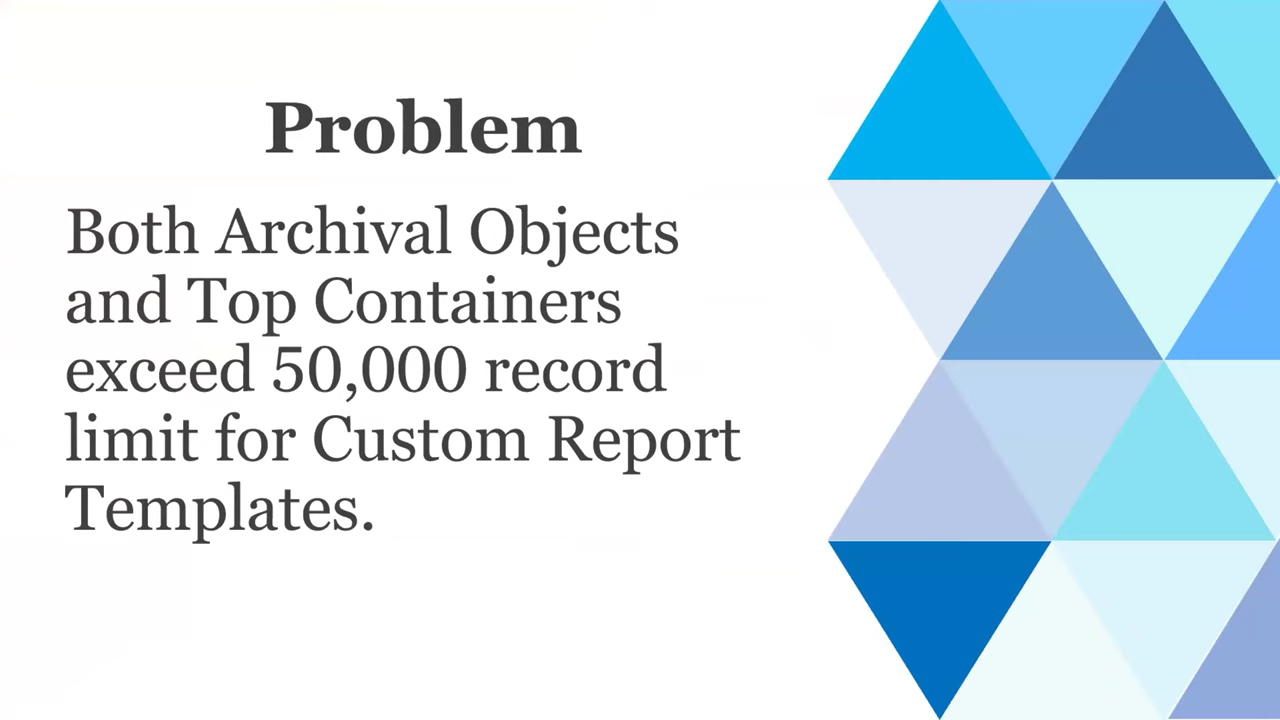 Problem
Both Archival Objects
and Top Containers
exceed 50,000 record
limit for Custom Report
Templates.